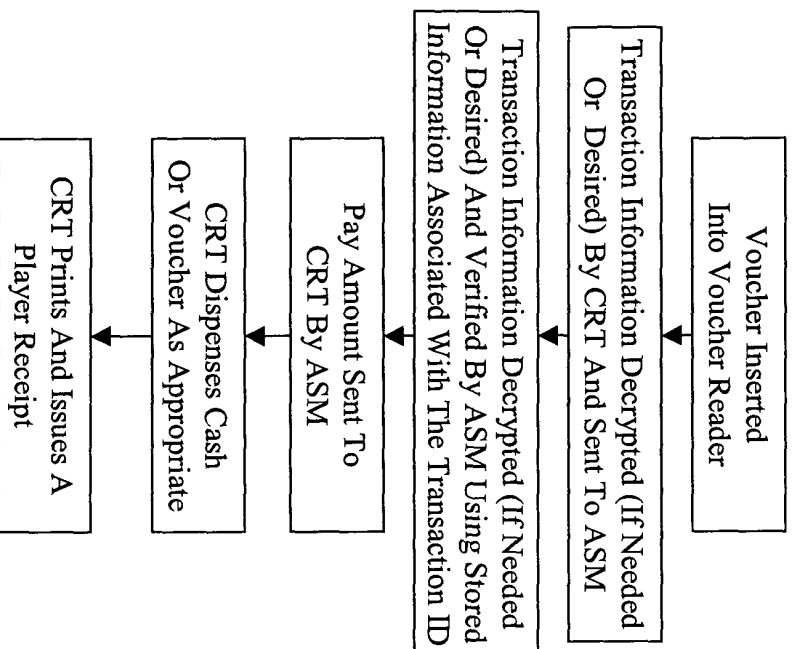 Voucher Inserted
Into Voucher Reader
Transaction Information Decrypted (If Needed
Or Desired) By CRT And Sent To ASM
Transaction Information Decrypted (If Needed
Or Desired) And Verified By ASM Using Stored
Information Associated With The Transaction ID
Pay Amount Sent To
CRT By ASM
CRT Dispenses Cash
Or Voucher As Appropriate
CRT Prints And Issues A
Player Receipt